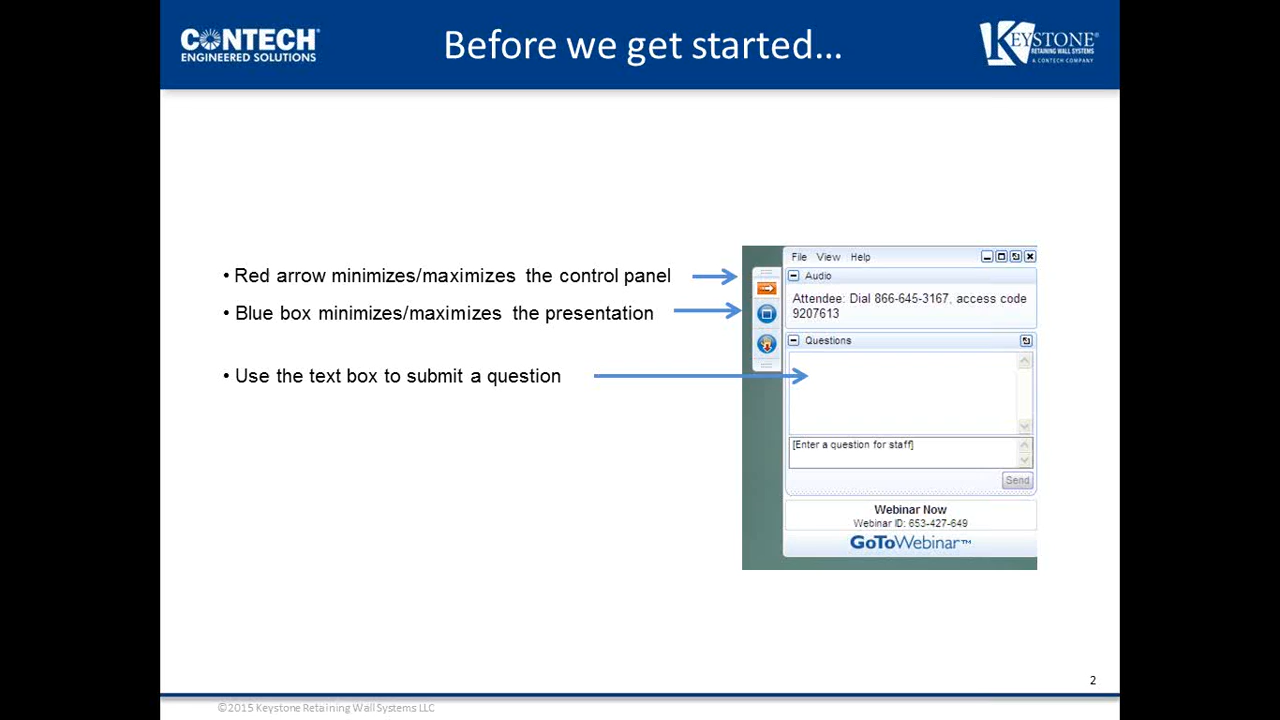 CONTECH®
ENGINEERED SOLUTIONS
Before we get started…
KEYSTONE®
RETAINING WALL SYSTEMS
A CONTECH COMPANY
• Red arrow minimizes/maximizes the control panel
• Blue box minimizes/maximizes the presentation
• Use the text box to submit a question
File View Help
Audio
Attendee: Dial 866-645-3167, access code
9207613
Questions
[Enter a question for staff]
Send
Webinar Now
Webinar ID: 653-427-649
GoToWebinar™
2
©2015 Keystone Retaining Wall Systems LLC